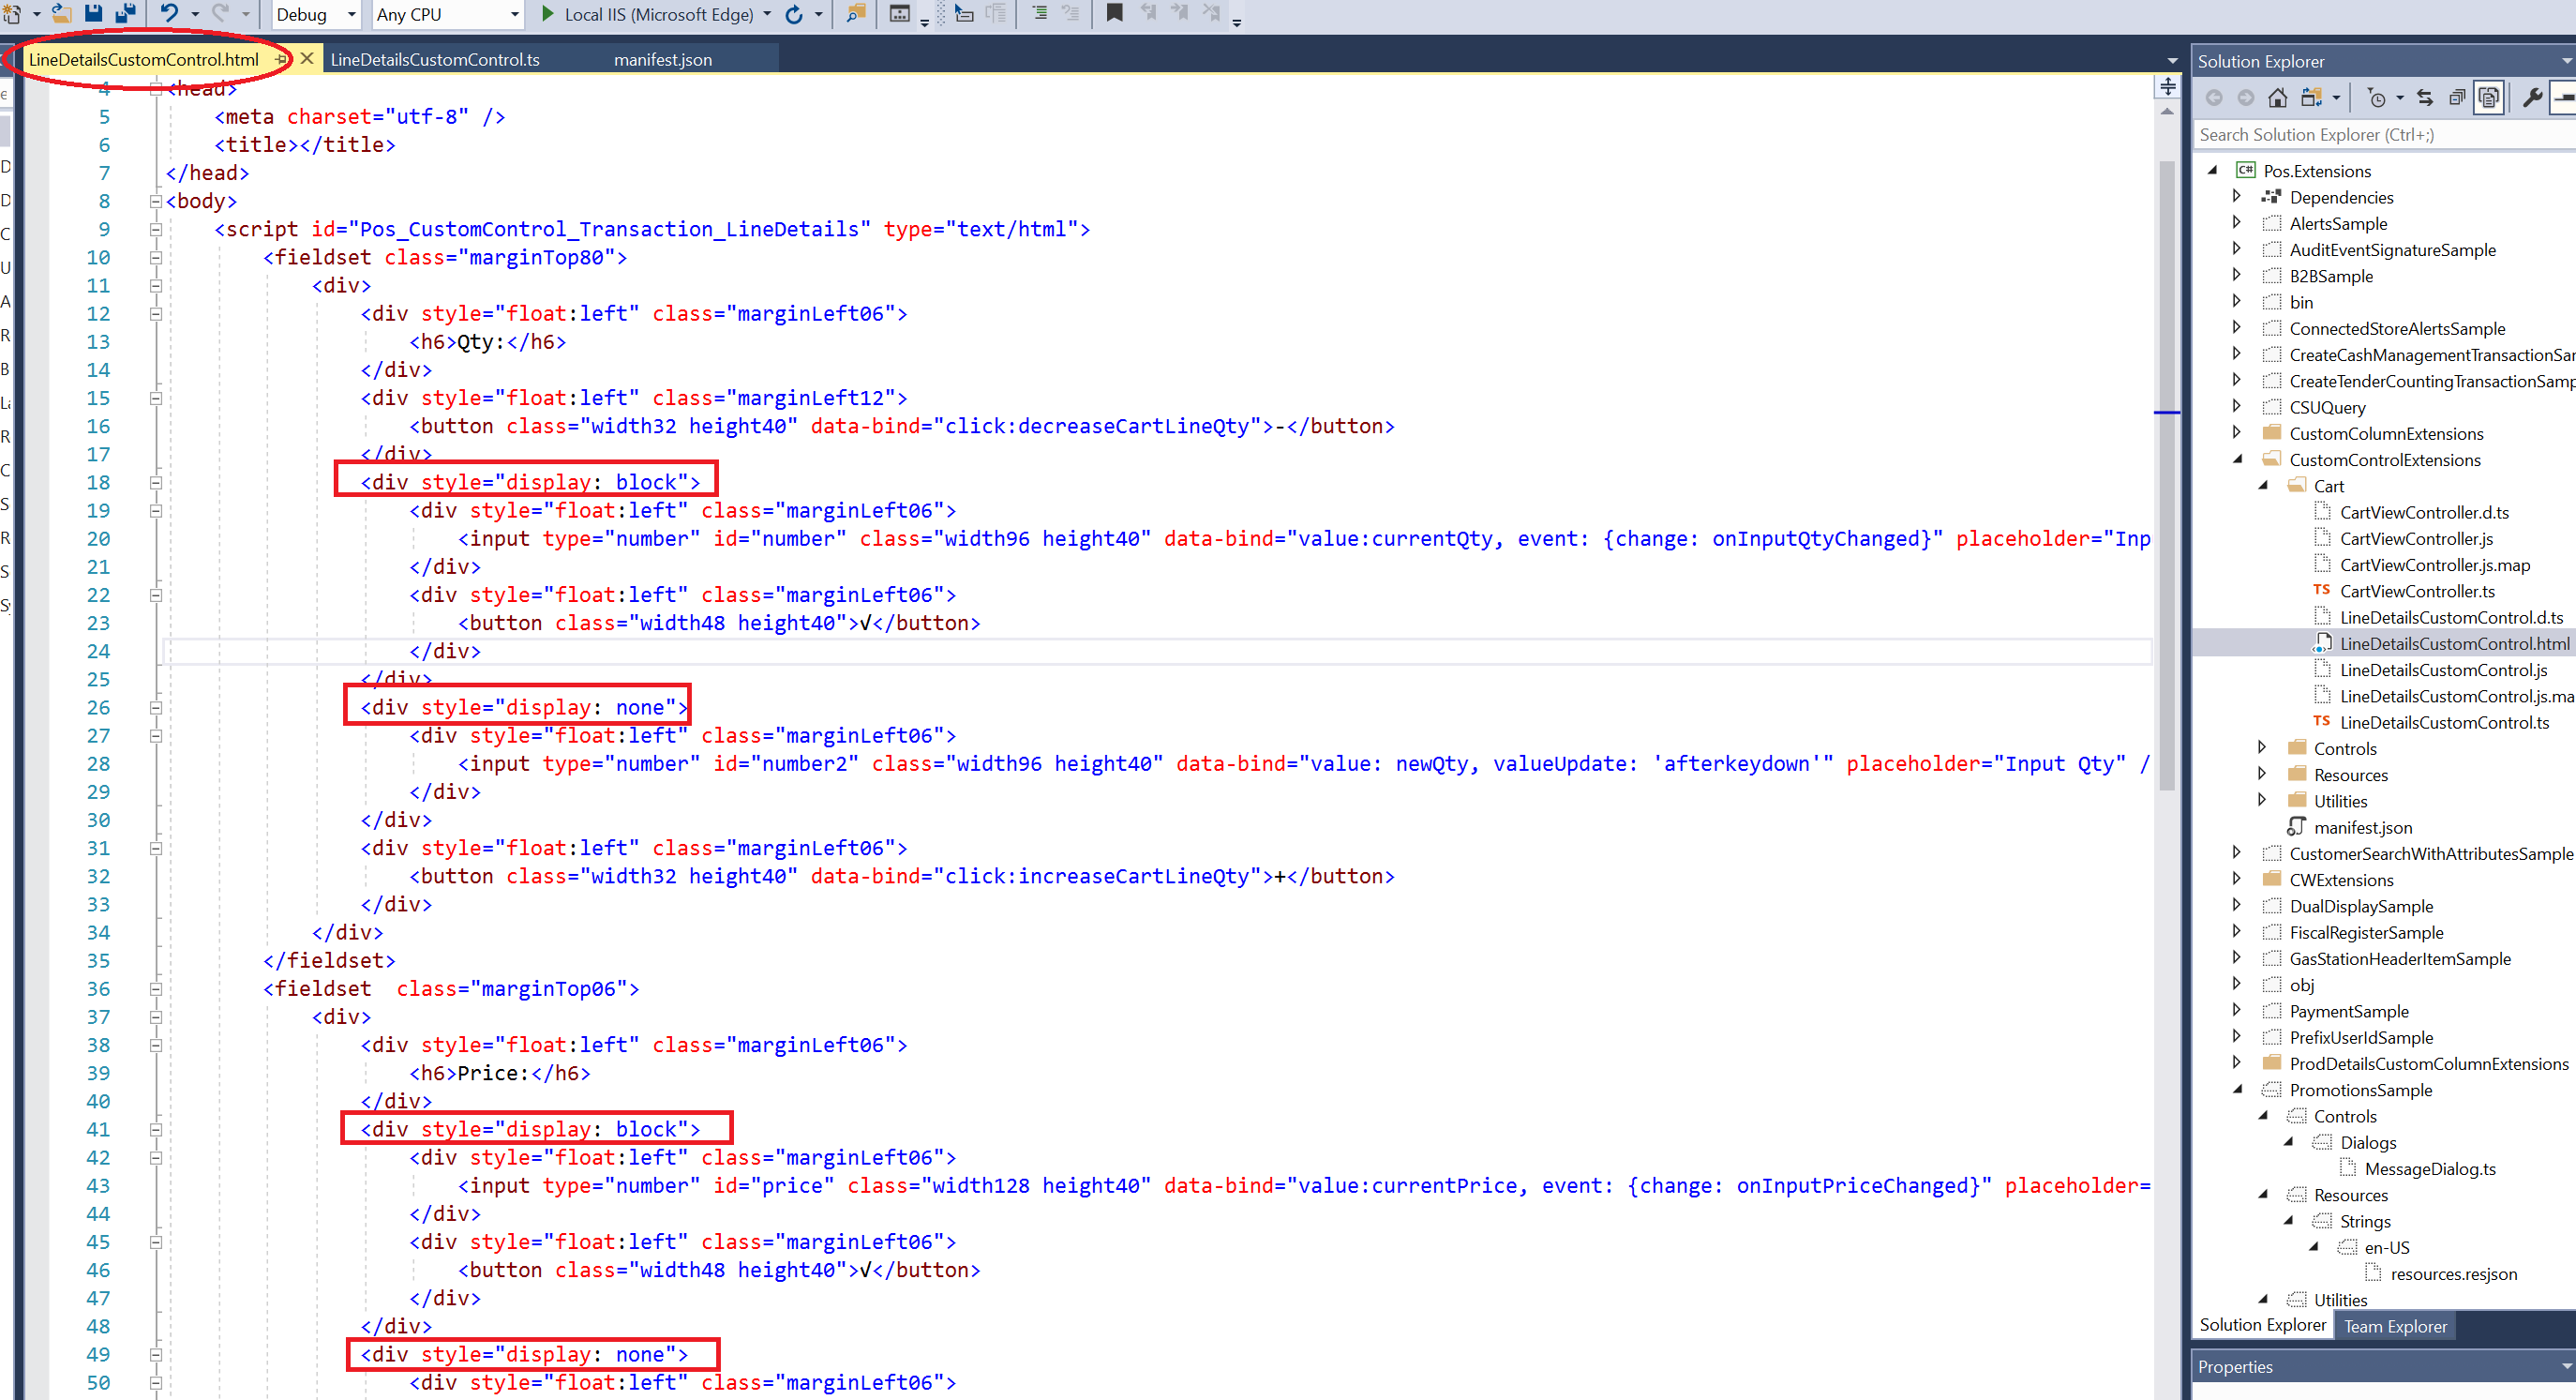 Debug Any CPU Local IIS (Microsoft Edge)
LineDetailsCustomControl.html LineDetailsCustomControl.ts manifest.json
4 <head>
5 <meta charset="utf-8" />
6 <title></title>
7 </head>
8 <body>
9 <script id="Pos_CustomControl_Transaction_LineDetails" type="text/html">
10 <fieldset class="marginTop80">
11 <div>
12 <div style="float:left" class="marginLeft06">
13 <h6>Qty:</h6>
14 </div>
15 <div style="float:left" class="marginLeft12">
16 <button class="width32 height40" data-bind="click:decreaseCartLineQty">-</button>
17 </div>
18 <div style="display: block">
19 <div style="float:left" class="marginLeft06">
20 <input type="number" id="number" class="width96 height40" data-bind="value:currentQty, event: {change: onInputQtyChanged}" placeholder="Inp
21 </div>
22 <div style="float:left" class="marginLeft06">
23 <button class="width48 height40">√</button>
24 </div>
25 </div>
26 <div style="display: none">
27 <div style="float:left" class="marginLeft06">
28 <input type="number" id="number2" class="width96 height40" data-bind="value: newQty, valueUpdate: 'afterkeydown'" placeholder="Input Qty" /
29 </div>
30 </div>
31 <div style="float:left" class="marginLeft06">
32 <button class="width32 height40" data-bind="click:increaseCartLineQty">+</button>
33 </div>
34 </div>
35 </fieldset>
36 <fieldset  class="marginTop06">
37 <div>
38 <div style="float:left" class="marginLeft06">
39 <h6>Price:</h6>
40 </div>
41 <div style="display: block">
42 <div style="float:left" class="marginLeft06">
43 <input type="number" id="price" class="width128 height40" data-bind="value:currentPrice, event: {change: onInputPriceChanged}" placeholder=
44 </div>
45 <div style="float:left" class="marginLeft06">
46 <button class="width48 height40">√</button>
47 </div>
48 </div>
49 <div style="display: none">
50 <div style="float:left" class="marginLeft06">
Solution Explorer
Search Solution Explorer (Ctrl+;)
C# Pos.Extensions
Dependencies
AlertsSample
AuditEventSignatureSample
B2BSample
bin
ConnectedStoreAlertsSample
CreateCashManagementTransactionSar
CreateTenderCountingTransactionSamp
CSUQuery
CustomColumnExtensions
CustomControlExtensions
Cart
CartViewController.d.ts
CartViewController.js
CartViewController.js.map
TS CartViewController.ts
LineDetailsCustomControl.d.ts
LineDetailsCustomControl.html
LineDetailsCustomControl.js
LineDetailsCustomControl.js.ma
TS LineDetailsCustomControl.ts
Controls
Resources
Utilities
manifest.json
CustomerSearchWithAttributesSample
CWExtensions
DualDisplaySample
FiscalRegisterSample
GasStationHeaderItemSample
obj
PaymentSample
PrefixUserIdSample
ProdDetailsCustomColumnExtensions
PromotionsSample
Controls
Dialogs
MessageDialog.ts
Resources
Strings
en-US
resources.resjson
Utilities
Solution Explorer Team Explorer
Properties